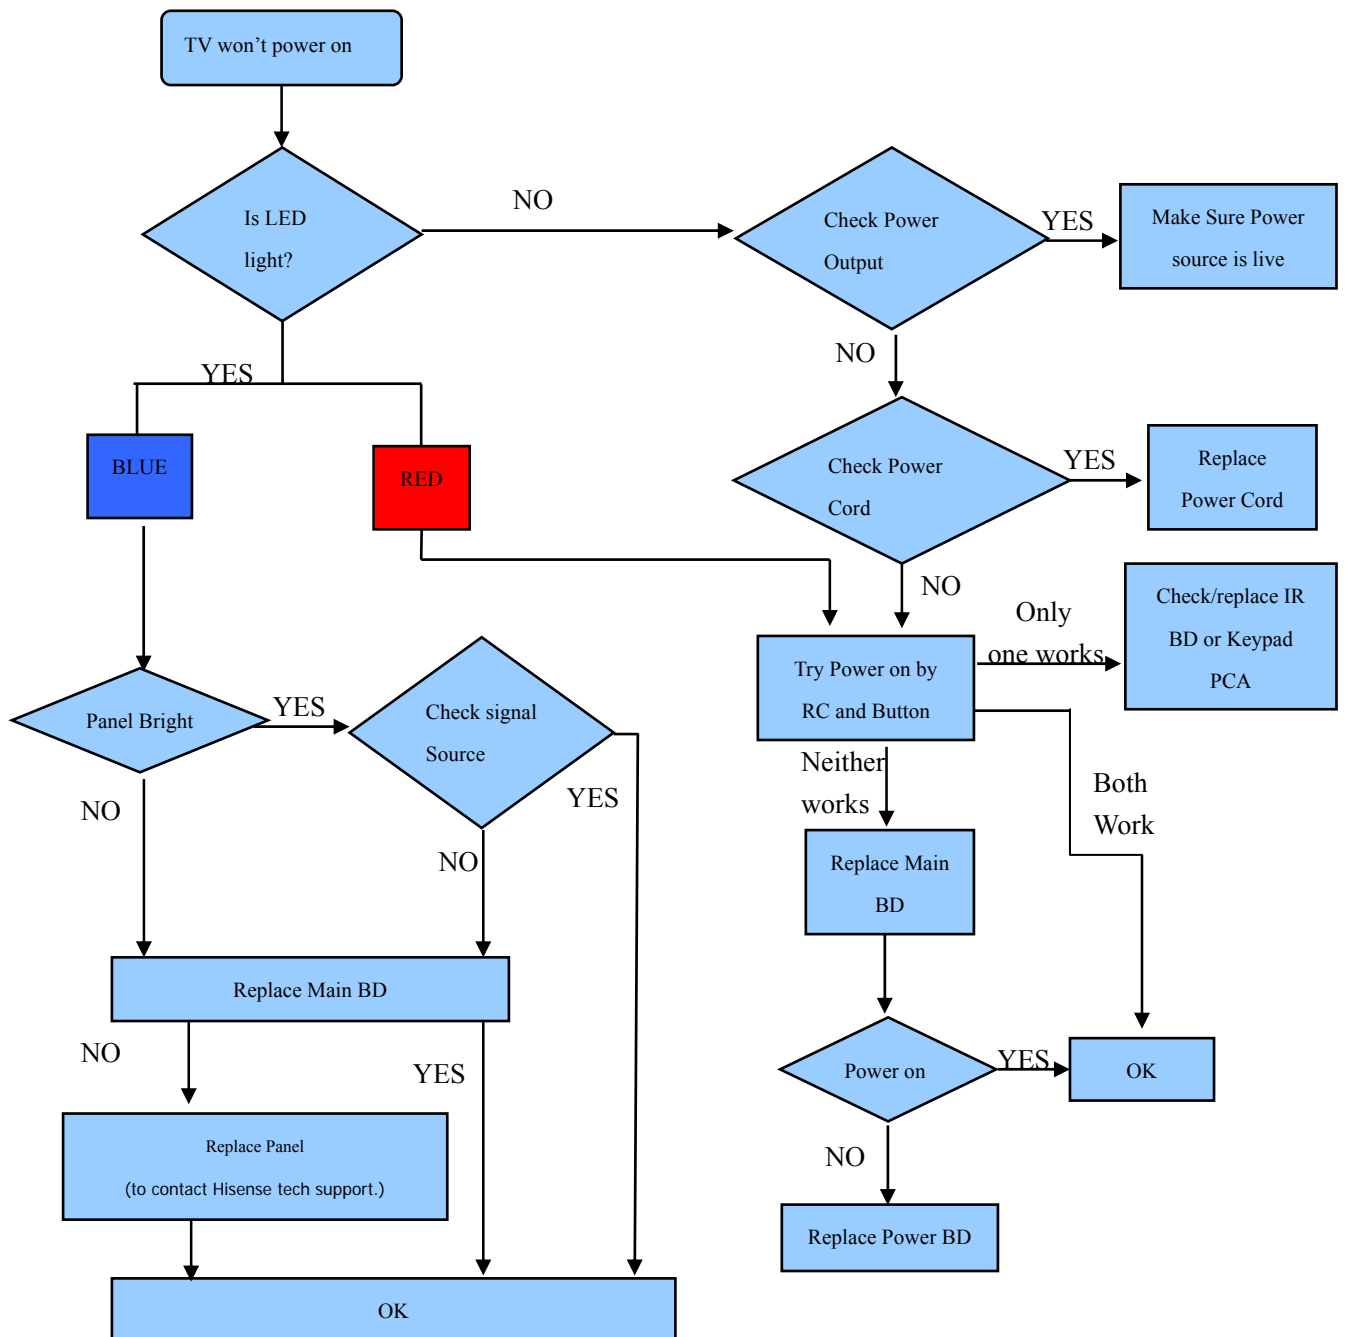 TV won’t power on
Is LED
light?
NO
Check Power
Output
YES
Make Sure Power
source is live
YES
NO
BLUE
RED
Check Power
Cord
YES
Replace
Power Cord
NO
Only
one works
Check/replace IR
BD or Keypad
PCA
Try Power on by
RC and Button
Panel Bright
YES
Check signal
Source
YES
NO
NO
Neither
works
Both
Work
Replace Main
BD
Replace Main BD
NO
YES
Power on
YES
OK
NO
Replace Panel
(to contact Hisense tech support.)
Replace Power BD
OK